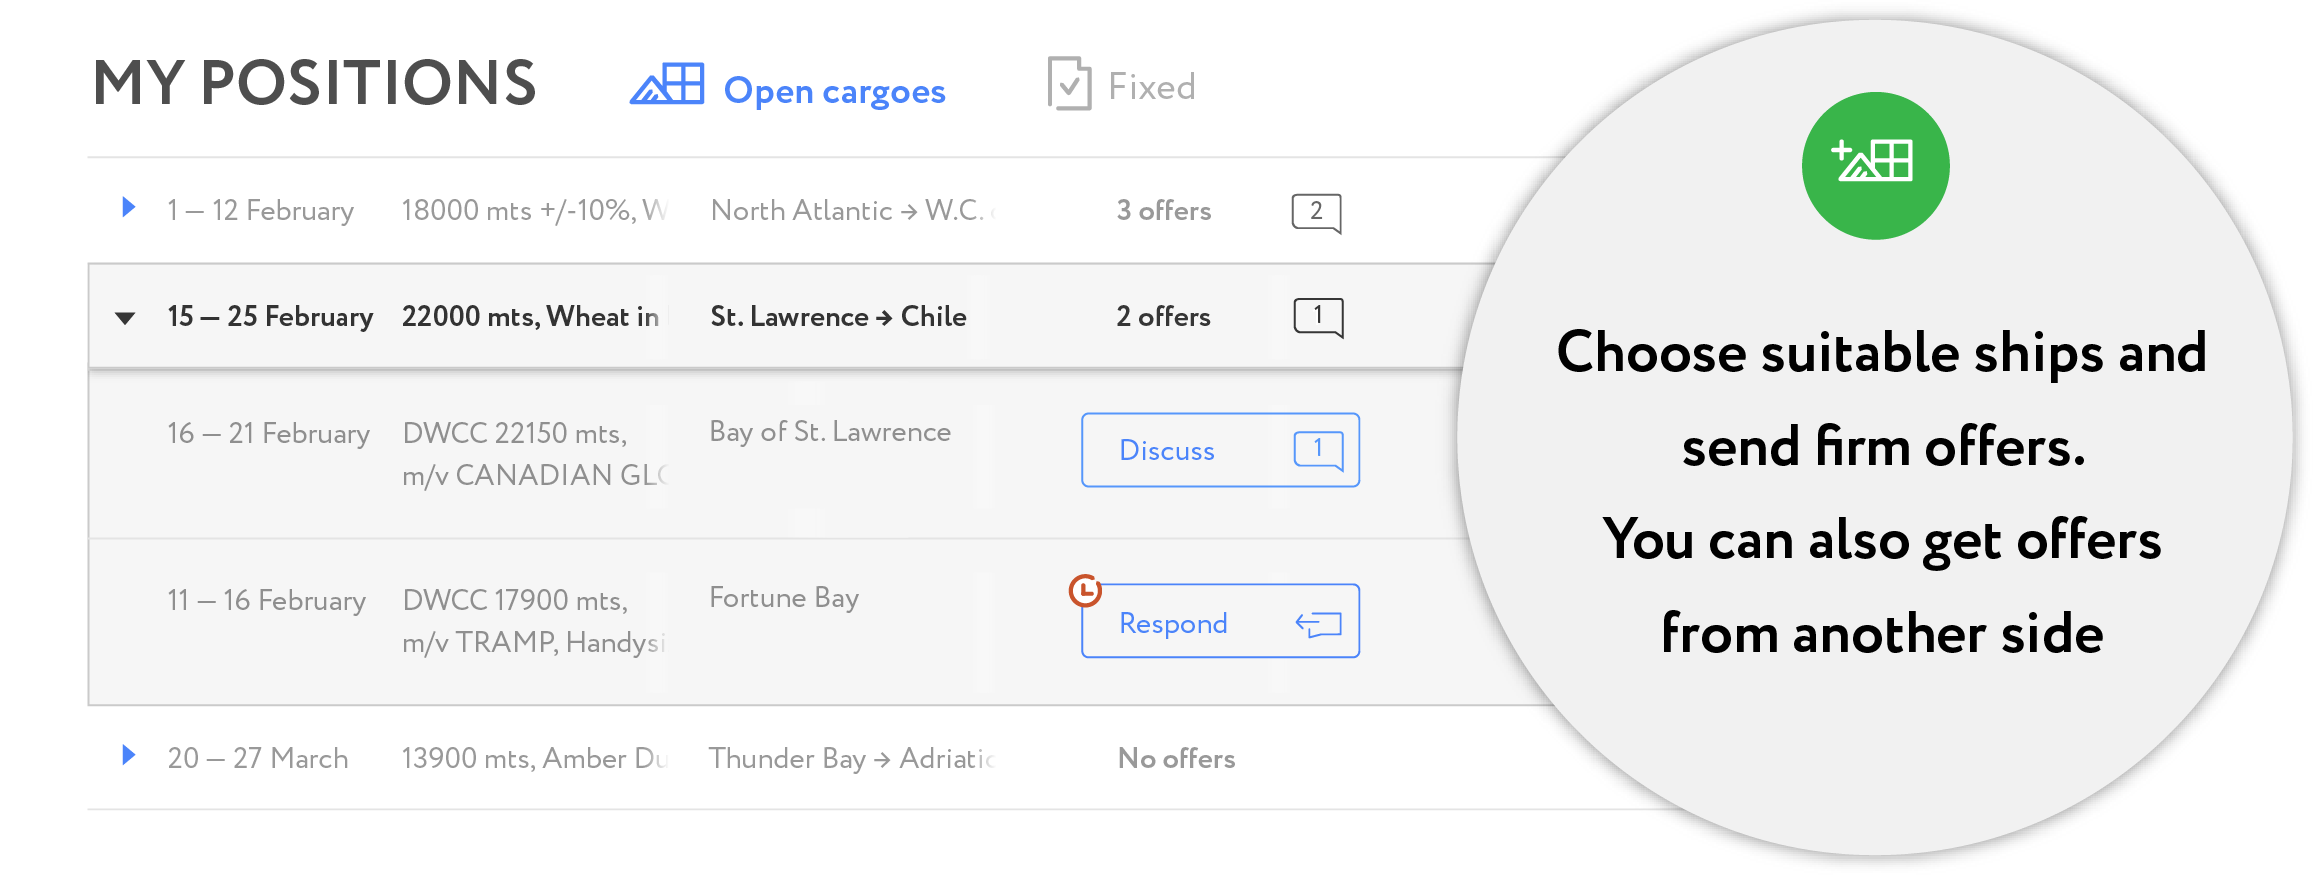 MY POSITIONS Open cargoes Fixed
1 — 12 February 18000 mts +/-10%, North Atlantic → W.C. 3 offers 2
15 — 25 February 22000 mts, Wheat in St. Lawrence → Chile 2 offers 1
16 — 21 February DWCC 22150 mts, Bay of St. Lawrence Discuss 1
m/v CANADIAN
11 — 16 February DWCC 17900 mts, Fortune Bay Respond
m/v TRAMP, Handysi
20 — 27 March 13900 mts, Amber Du Thunder Bay → Adriatic No offers
Choose suitable ships and
send firm offers.
You can also get offers
from another side